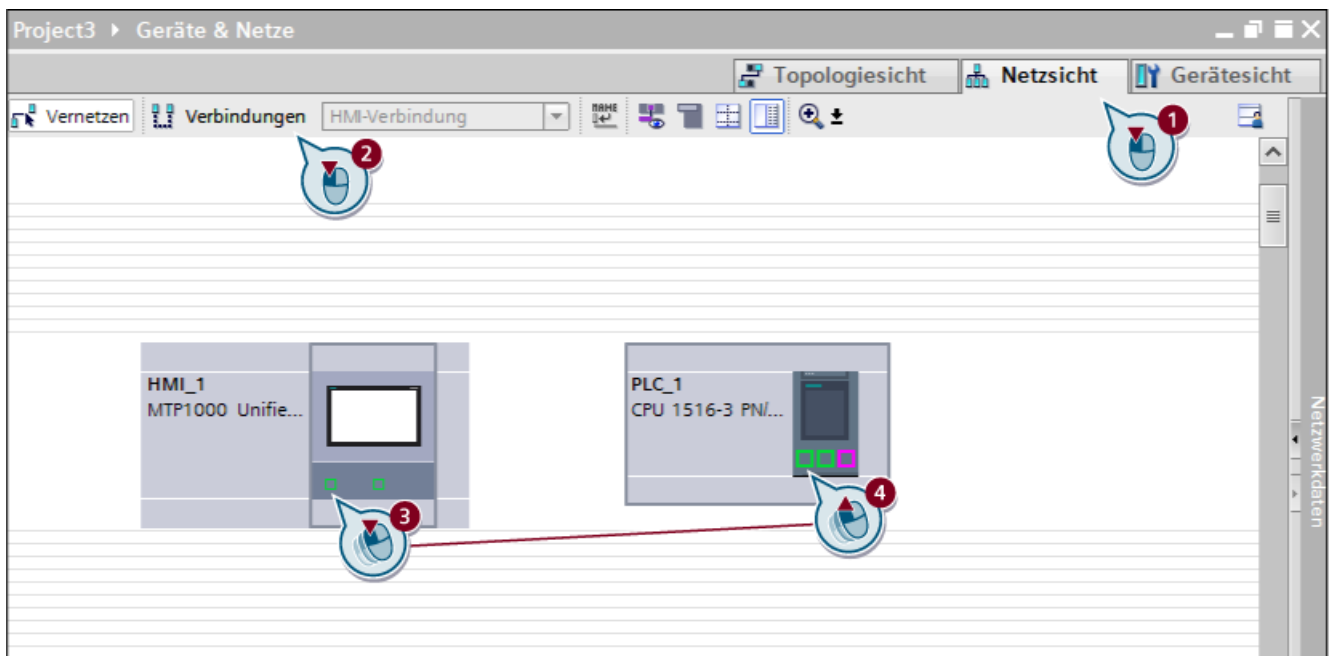 Project3 ▸ Geräte & Netze
Topologiesicht Netzsicht Gerätesicht
Vernetzen Verbindungen HMI-Verbindung NAME
1
2
HMI_1
MTP1000 Unifie...
PLC_1
CPU 1516-3 PN/...
3
4
Netzwerkdaten